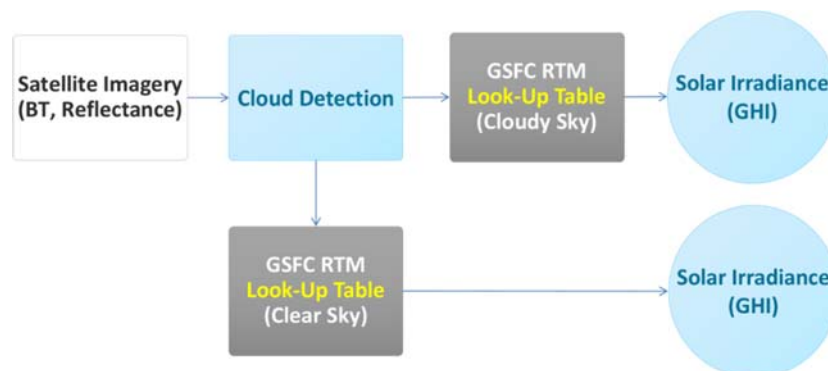 Satellite Imagery
(BT, Reflectance)
Cloud Detection
GSFC RTM
Look-Up Table
(Cloudy Sky)
Solar Irradiance
(GHI)
GSFC RTM
Look-Up Table
(Clear Sky)
Solar Irradiance
(GHI)